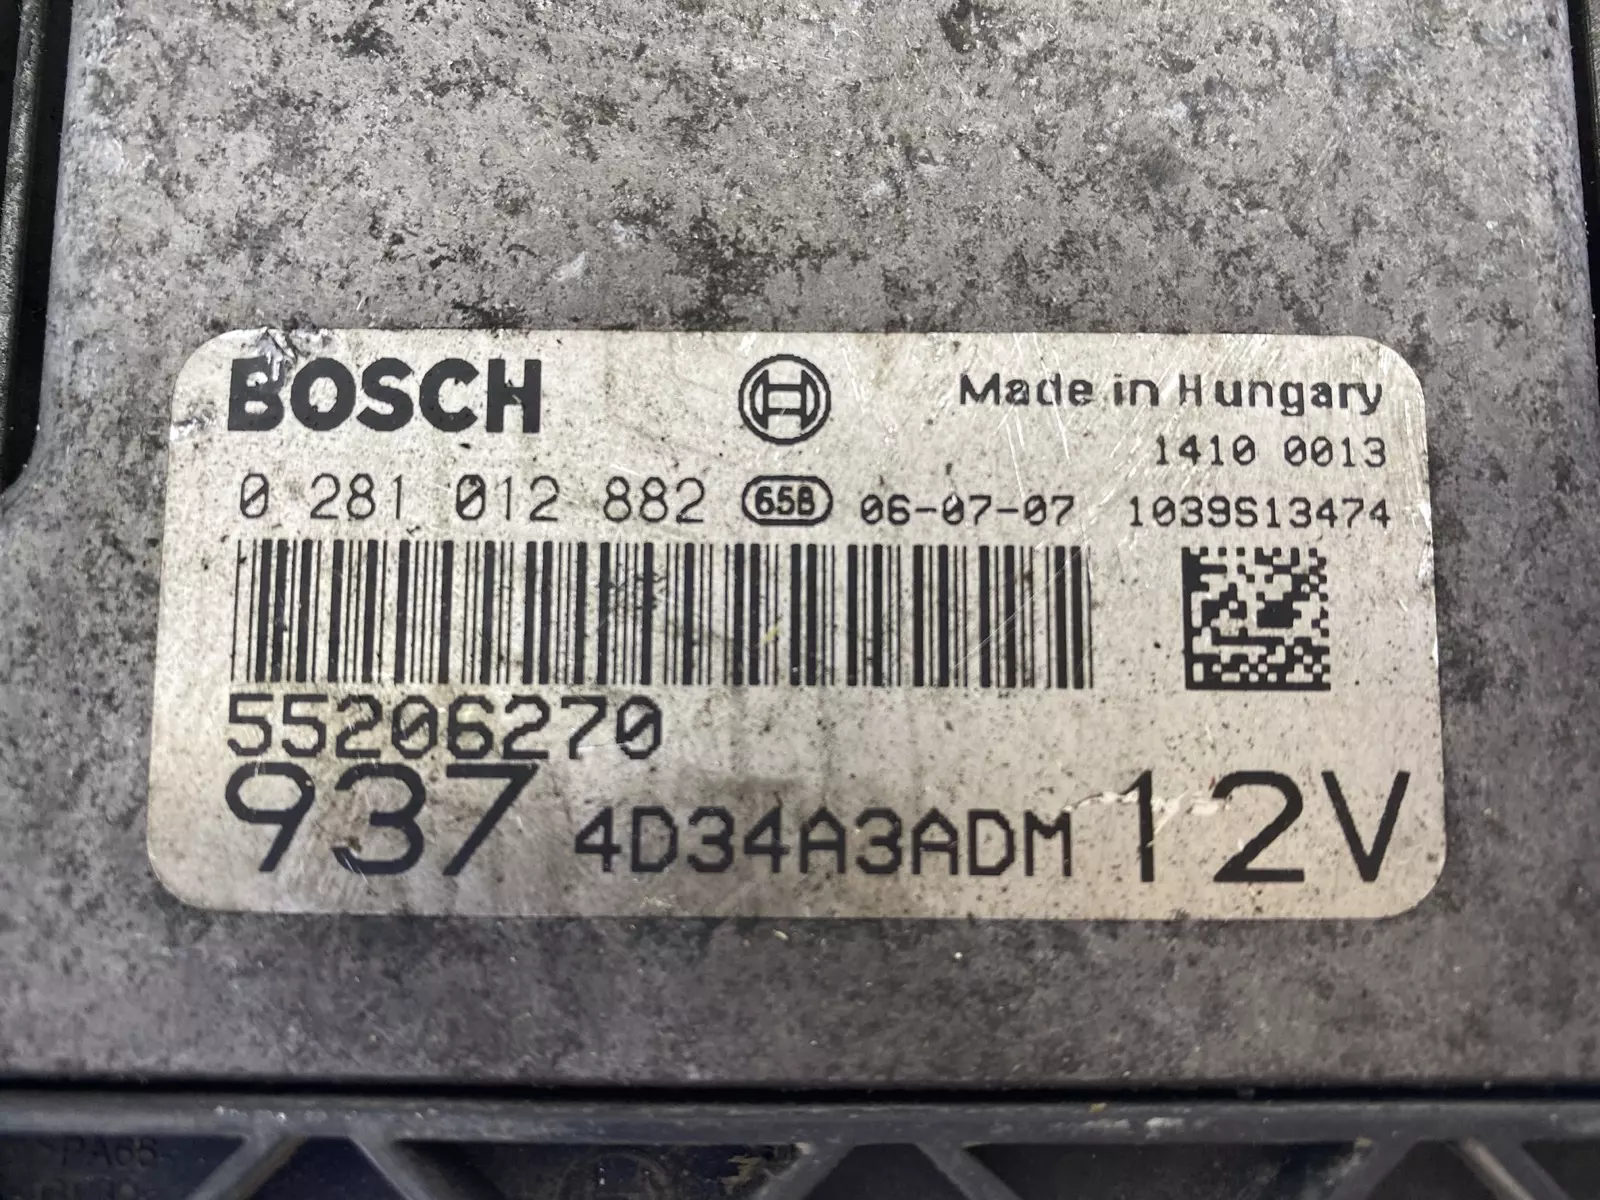 BOSCH Made in Hungary
1410 0013
0 281 012 882 65B 06-07-07 1039S13474
55206270
937 4D34A3ADM 12V
PA66